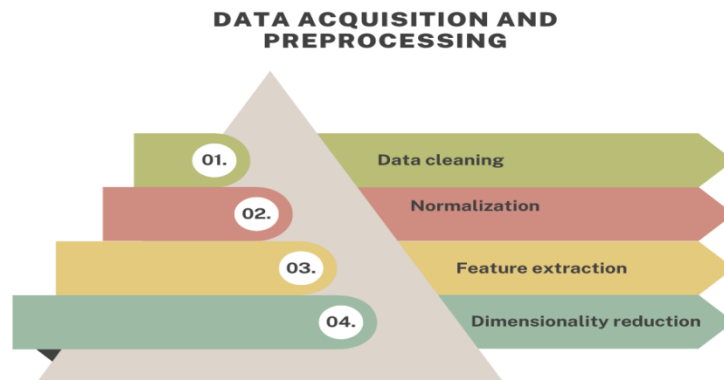 DATA ACQUISITION AND
PREPROCESSING
01.
Data cleaning
02.
Normalization
03.
Feature extraction
04.
Dimensionality reduction